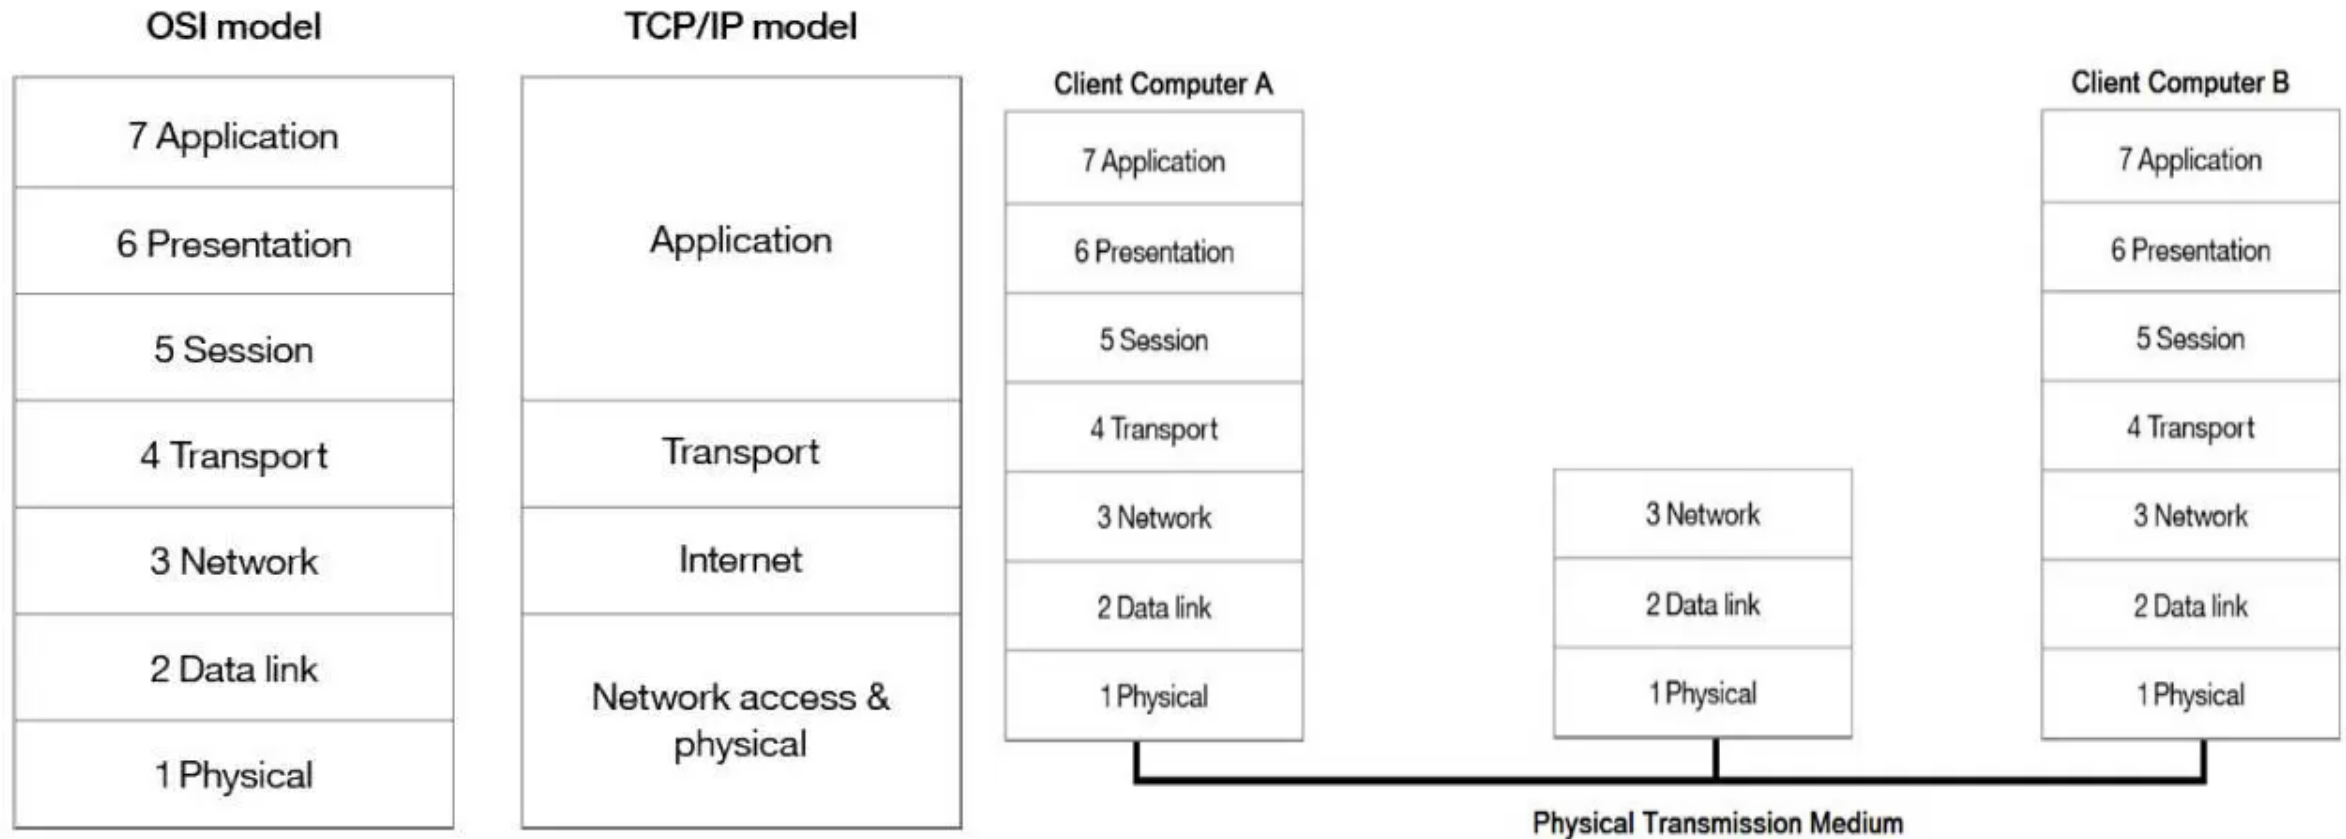 OSI model
7 Application
6 Presentation
5 Session
4 Transport
3 Network
2 Data link
1 Physical
TCP/IP model
Application
Transport
Internet
Network access &
physical
Client Computer A
7 Application
6 Presentation
5 Session
4 Transport
3 Network
2 Data link
1 Physical
3 Network
2 Data link
1 Physical
Client Computer B
7 Application
6 Presentation
5 Session
4 Transport
3 Network
2 Data link
1 Physical
Physical Transmission Medium